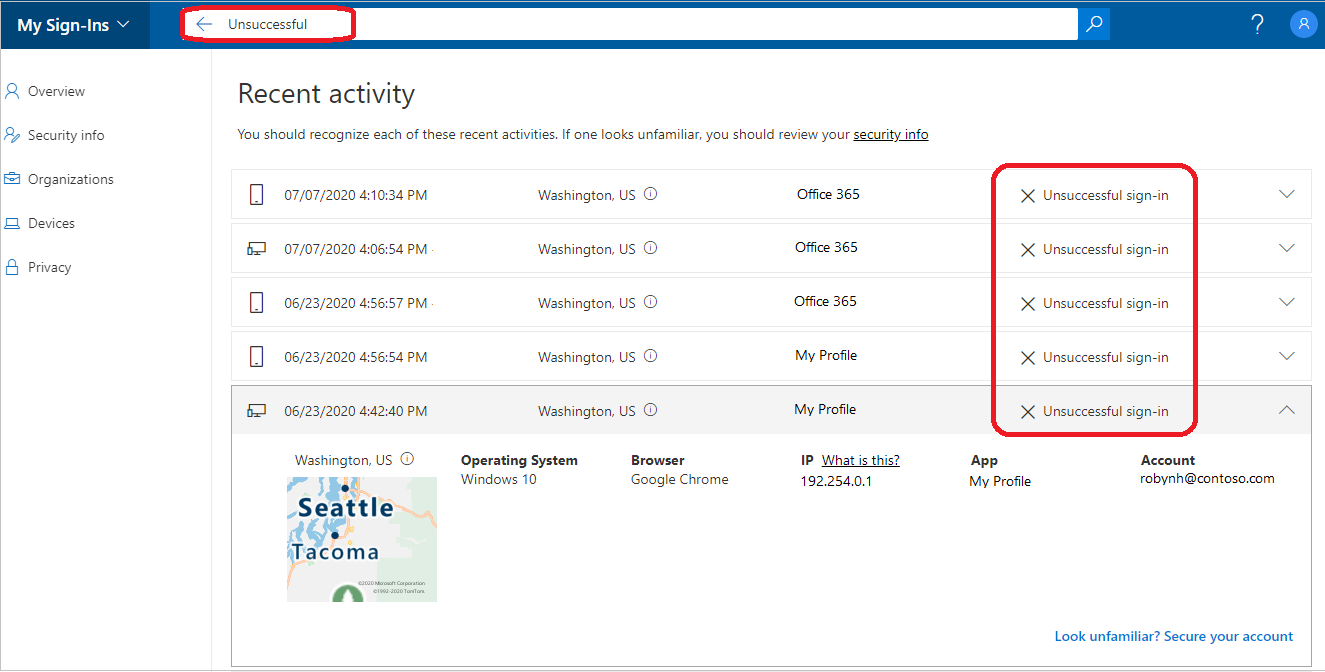 My Sign-Ins
Unsuccessful
?
Overview
Security info
Organizations
Devices
Privacy
Recent activity
You should recognize each of these recent activities. If one looks unfamiliar, you should review your security info
07/07/2020 4:10:34 PM Washington, US Office 365 Unsuccessful sign-in
07/07/2020 4:06:54 PM Washington, US Office 365 Unsuccessful sign-in
06/23/2020 4:56:57 PM Washington, US Office 365 Unsuccessful sign-in
06/23/2020 4:56:54 PM Washington, US My Profile Unsuccessful sign-in
06/23/2020 4:42:40 PM Washington, US My Profile Unsuccessful sign-in
Washington, US
Seattle
Tacoma
©2020 Microsoft Corporation
©1992-2020 TomTom
Operating System
Windows 10
Browser
Google Chrome
IP What is this?
192.254.0.1
App
My Profile
Account
robynh@contoso.com
Look unfamiliar? Secure your account